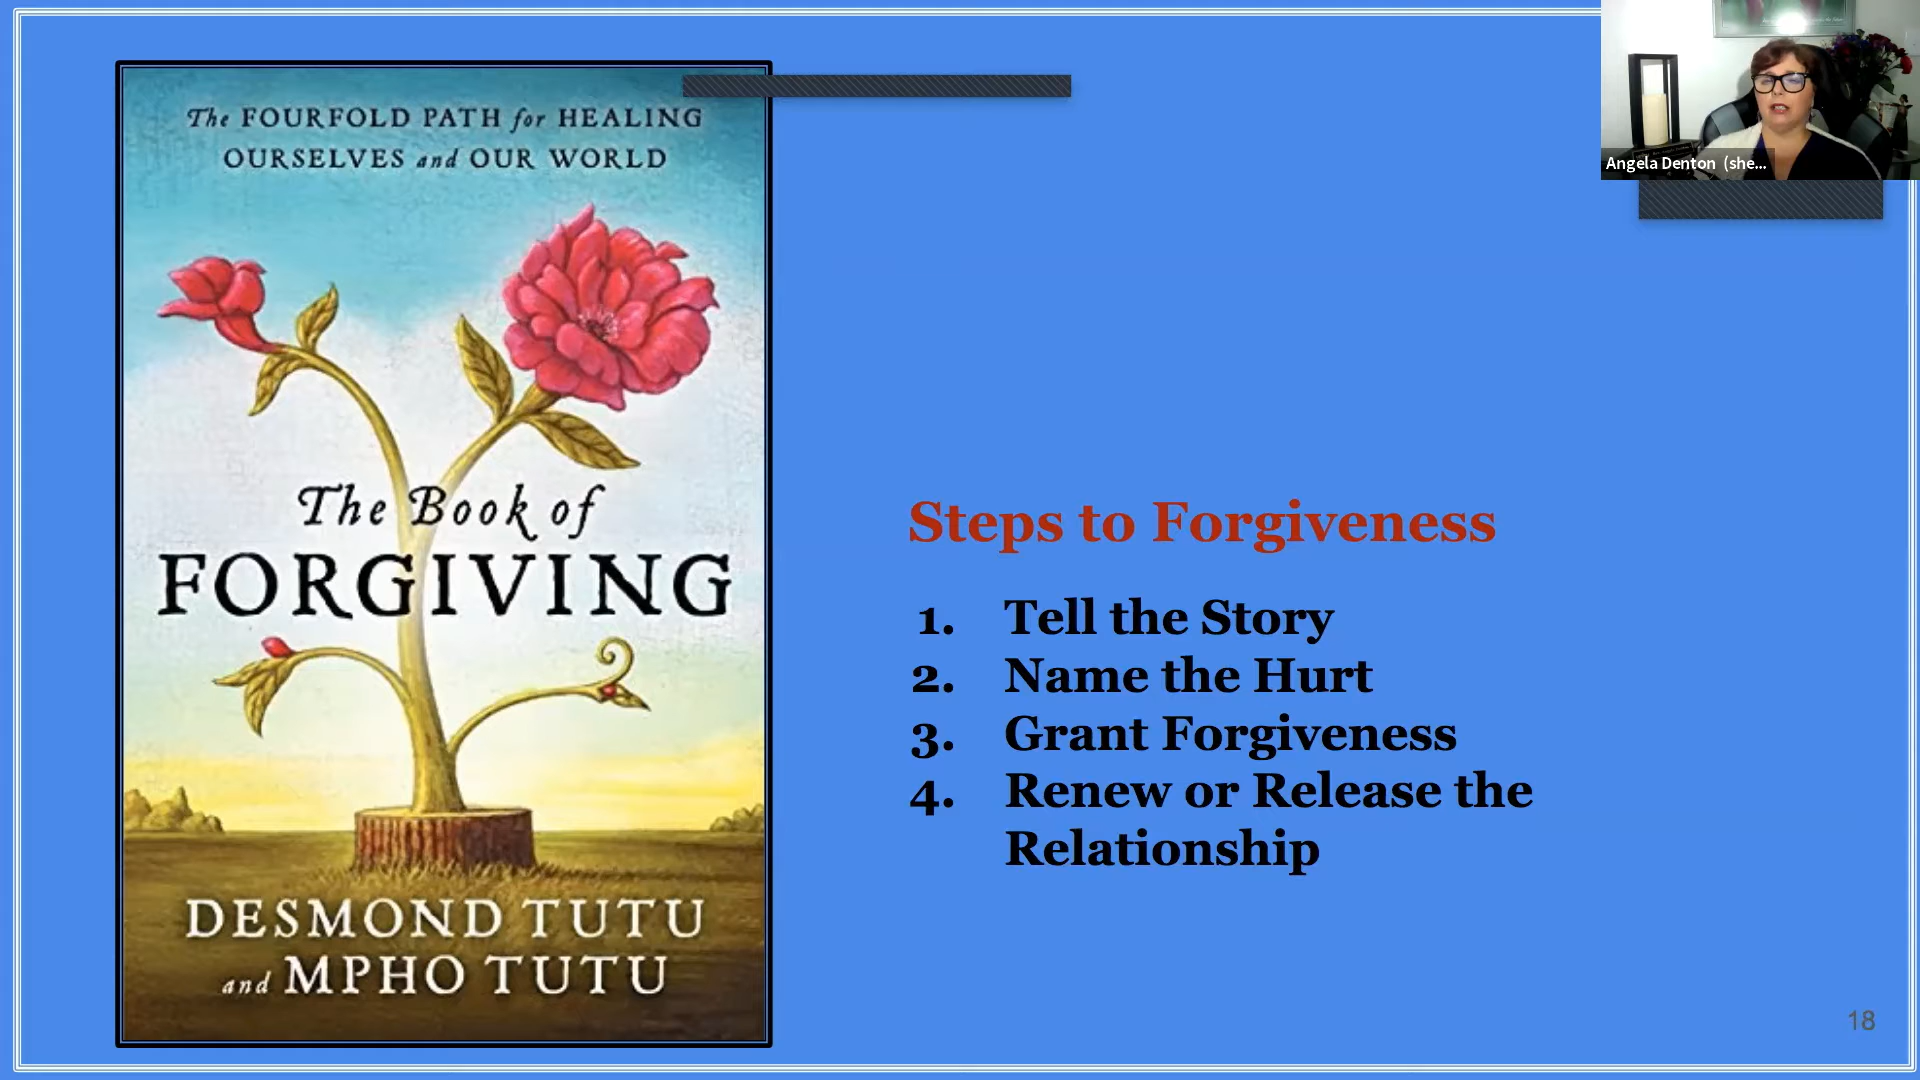 The FOURFOLD PATH for HEALING
OURSELVES and OUR WORLD
The Book of
FORGIVING
DESMOND TUTU
and MPHO TUTU
Angela Denton (she...
Steps to Forgiveness
1. Tell the Story
2. Name the Hurt
3. Grant Forgiveness
4. Renew or Release the
Relationship
18